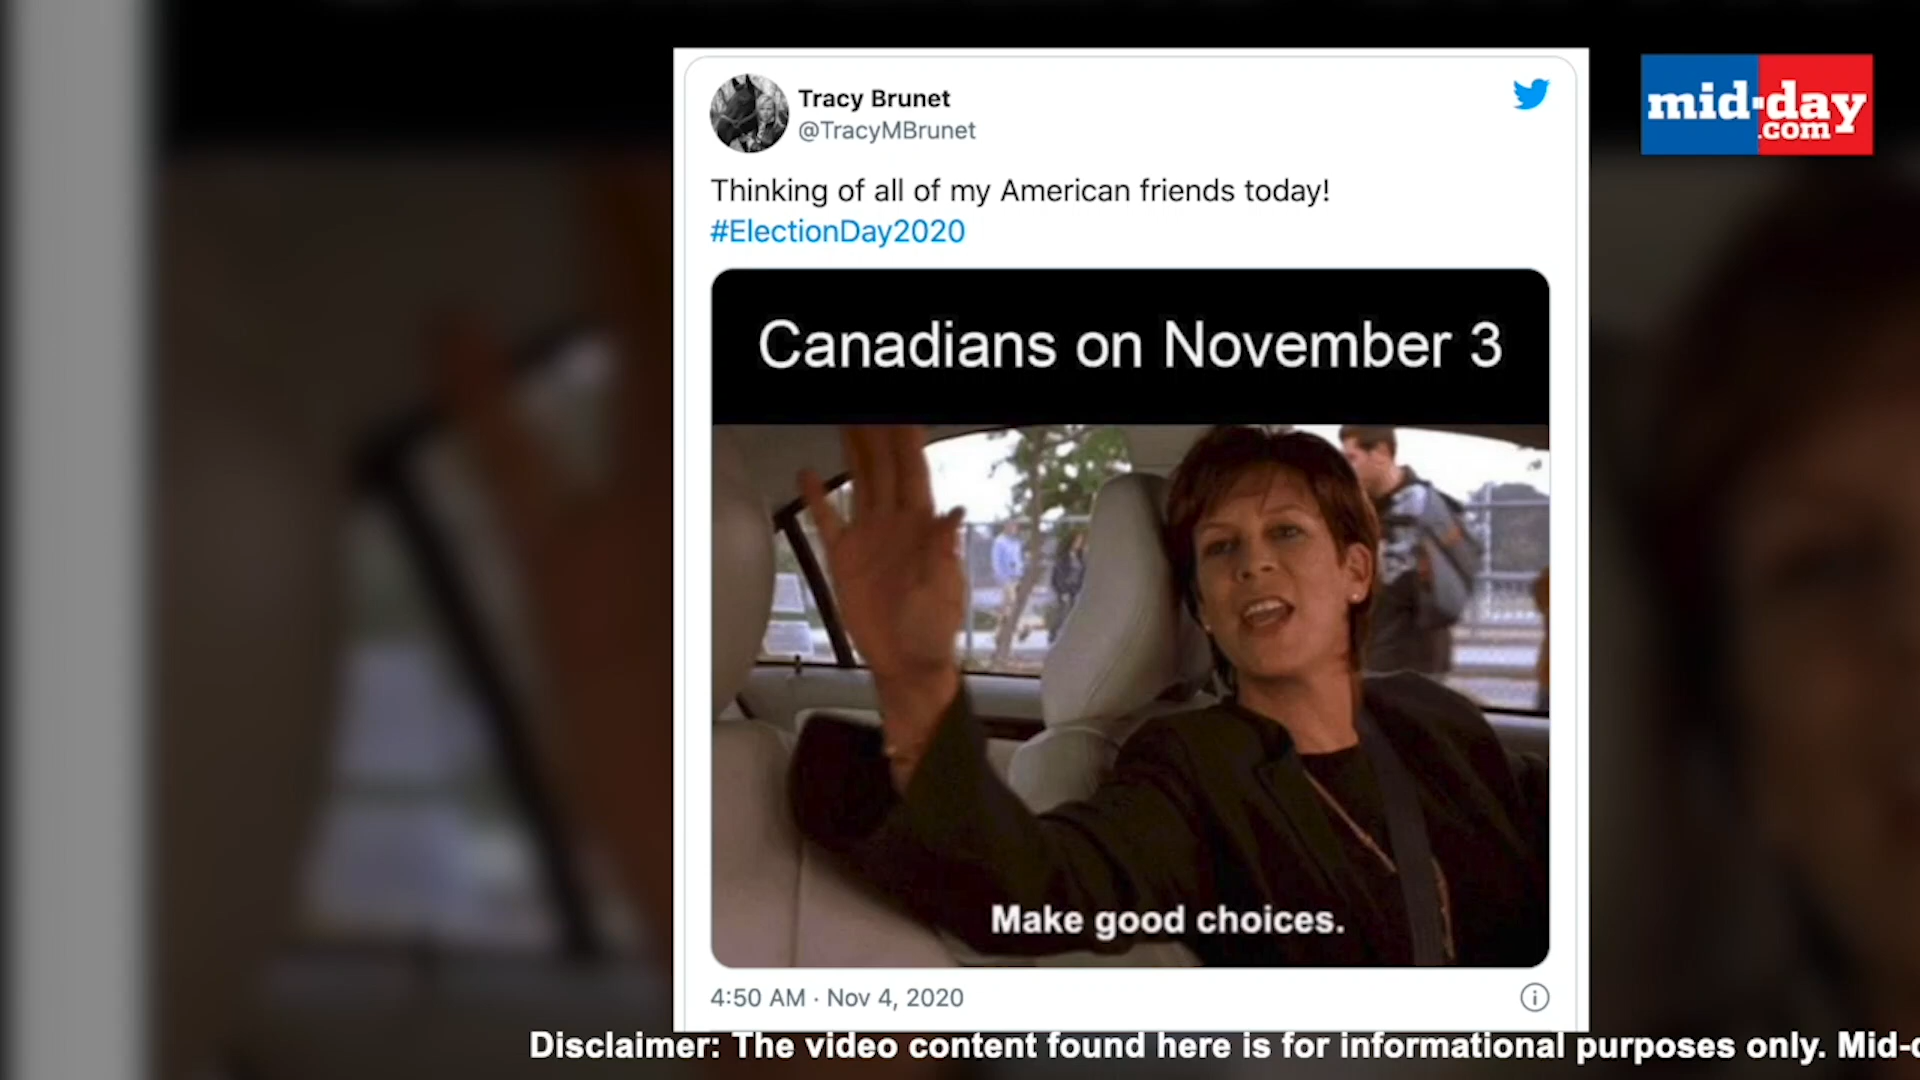 Tracy Brunet
@TracyMBrunet
Thinking of all of my American friends today!
#ElectionDay2020
Canadians on November 3
Make good choices.
4:50 AM · Nov 4, 2020
mid-day
.com
Disclaimer: The video content found here is for informational purposes only. Mid-